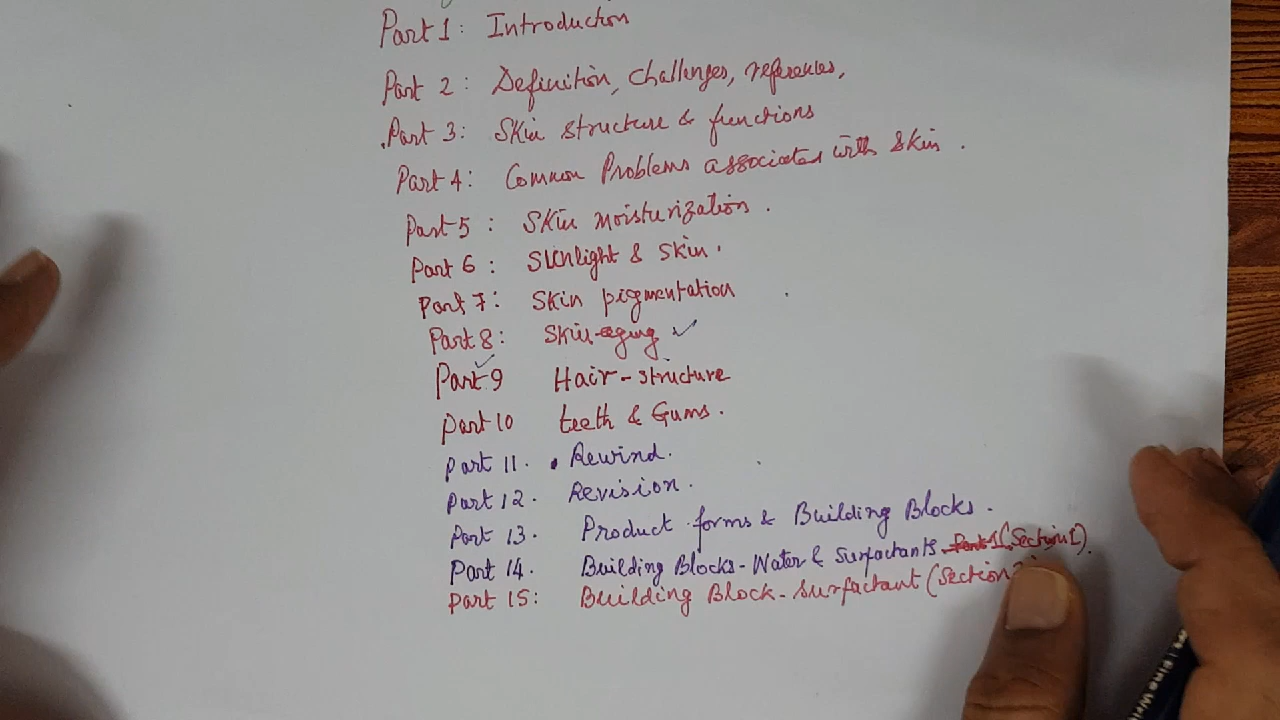 Part 1: Introduction
Part 2: Definition, challenges, references,
Part 3: Skin structure & functions
Part 4: Common Problems associated with Skin.
Part 5: Skin moisturization.
Part 6: Sunlight & Skin.
Part 7: Skin pigmentation
Part 8: Skin-aging ✓
Part 9 Hair-structure
Part 10 teeth & Gums.
Part 11. Rewind.
Part 12. Revision.
Part 13. Product forms & Building Blocks.
Part 14. Building Blocks-Water & Surfactants (Section 1).
Part 15: Building Block-Surfactant (Section